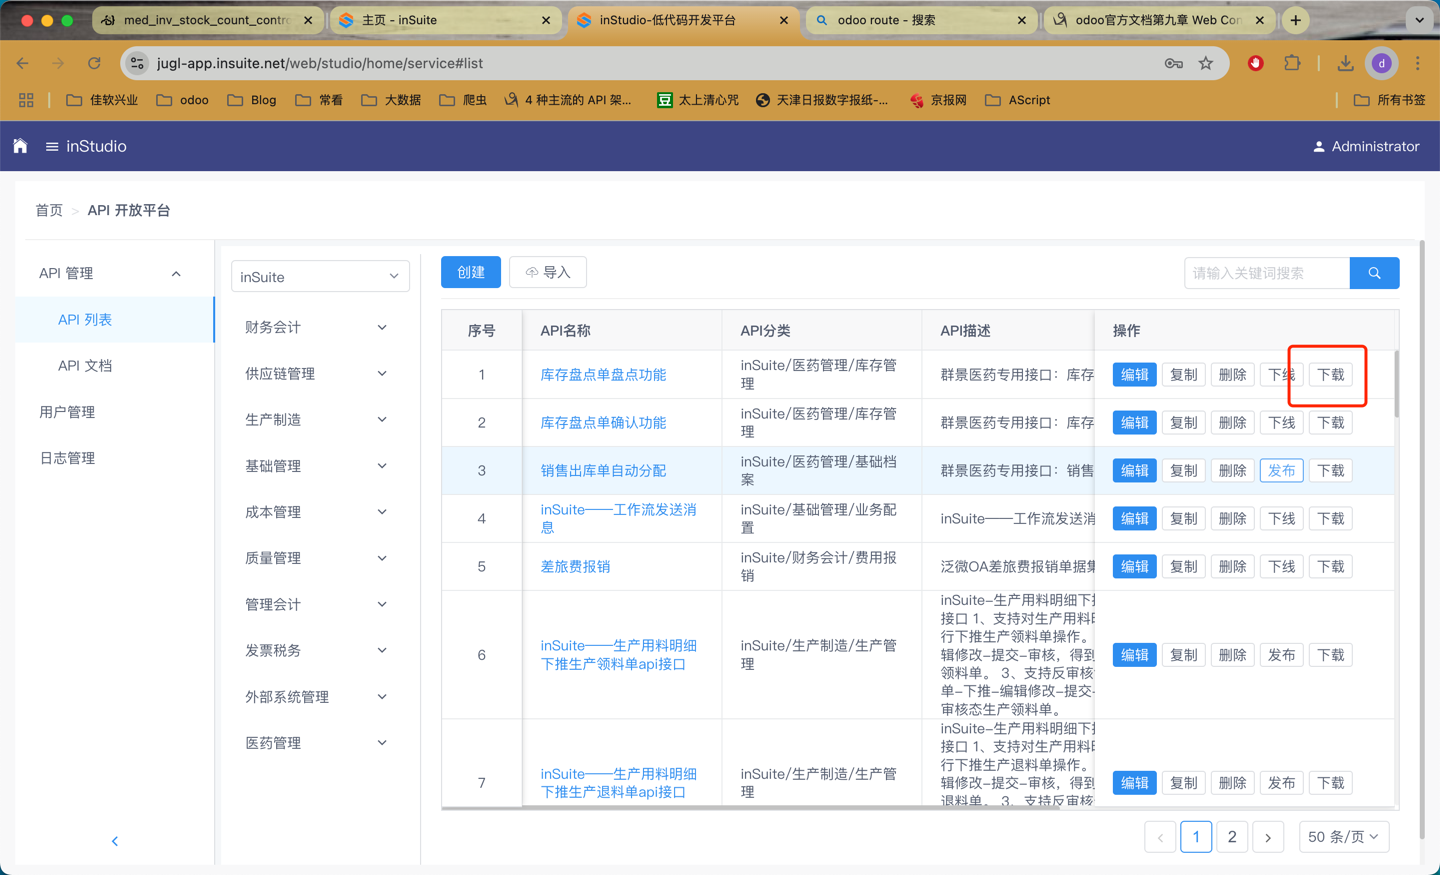 med_inv_stock_count_contro
主页 - inSuite
inStudio-低代码开发平台
odoo route - 搜索
odoo官方文档第九章 Web Con
jugl-app.insuite.net/web/studio/home/service#list
d
佳软兴业
odoo
Blog
常看
大数据
爬虫
4 种主流的 API 架...
豆
太上清心咒
天津日报数字报纸-...
京报网
AScript
所有书签
inStudio
Administrator
首页 > API 开放平台
API 管理
API 列表
API 文档
用户管理
日志管理
inSuite
财务会计
供应链管理
生产制造
基础管理
成本管理
质量管理
管理会计
发票税务
外部系统管理
医药管理
创建
导入
请输入关键词搜索
序号 API名称 API分类 API描述 操作
1 库存盘点单盘点功能 inSuite/医药管理/库存管
理
群景医药专用接口：库存
编辑 复制 删除 下线 下载
2 库存盘点单确认功能 inSuite/医药管理/库存管
理
群景医药专用接口：库存
编辑 复制 删除 下线 下载
3 销售出库单自动分配 inSuite/医药管理/基础档
案
群景医药专用接口：销售
编辑 复制 删除 发布 下载
4 inSuite——工作流发送消
息
inSuite/基础管理/业务配
置
inSuite——工作流发送消
编辑 复制 删除 下线 下载
5 差旅费报销 inSuite/财务会计/费用报
销
泛微OA差旅费报销单据集
编辑 复制 删除 下线 下载
6 inSuite——生产用料明细
下推生产领料单api接口
inSuite/生产制造/生产管
理
inSuite-生产用料明细下推
接口 1、支持对生产用料明
行下推生产领料单操作。
辑修改-提交-审核，得到
领料单。 3、支持反审核
单-下推-编辑修改-提交-
审核态生产领料单。
编辑 复制 删除 发布 下载
7 inSuite——生产用料明细
下推生产退料单api接口
inSuite/生产制造/生产管
理
inSuite-生产用料明细下推
接口 1、支持对生产用料明
行下推生产退料单操作。
辑修改-提交-审核，得到
退料单。 3、支持反审核
编辑 复制 删除 发布 下载
1 2
50 条/页